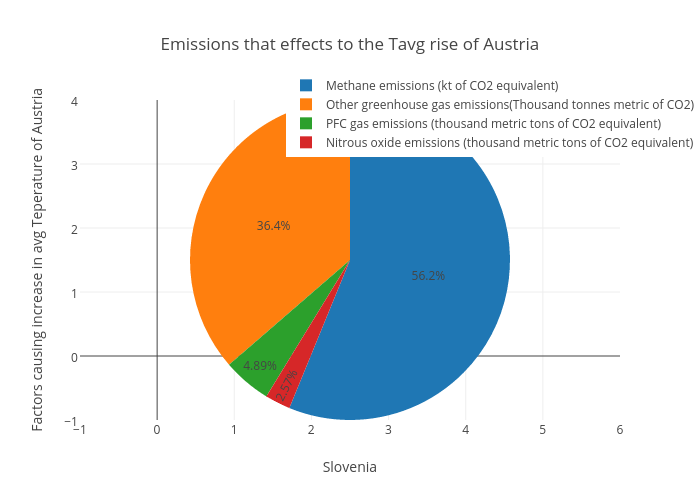 Emissions that effects to the Tavg rise of Austria
Methane emissions (kt of CO2 equivalent)
Other greenhouse gas emissions(Thousand tonnes metric of CO2)
PFC gas emissions (thousand metric tons of CO2 equivalent)
Nitrous oxide emissions (thousand metric tons of CO2 equivalent)
Factors causing increase in avg Teperature of Austria
4
3
2
1
0
−1
36.4%
56.2%
4.89%
2.57%
−1
0
1
2
3
4
5
6
Slovenia